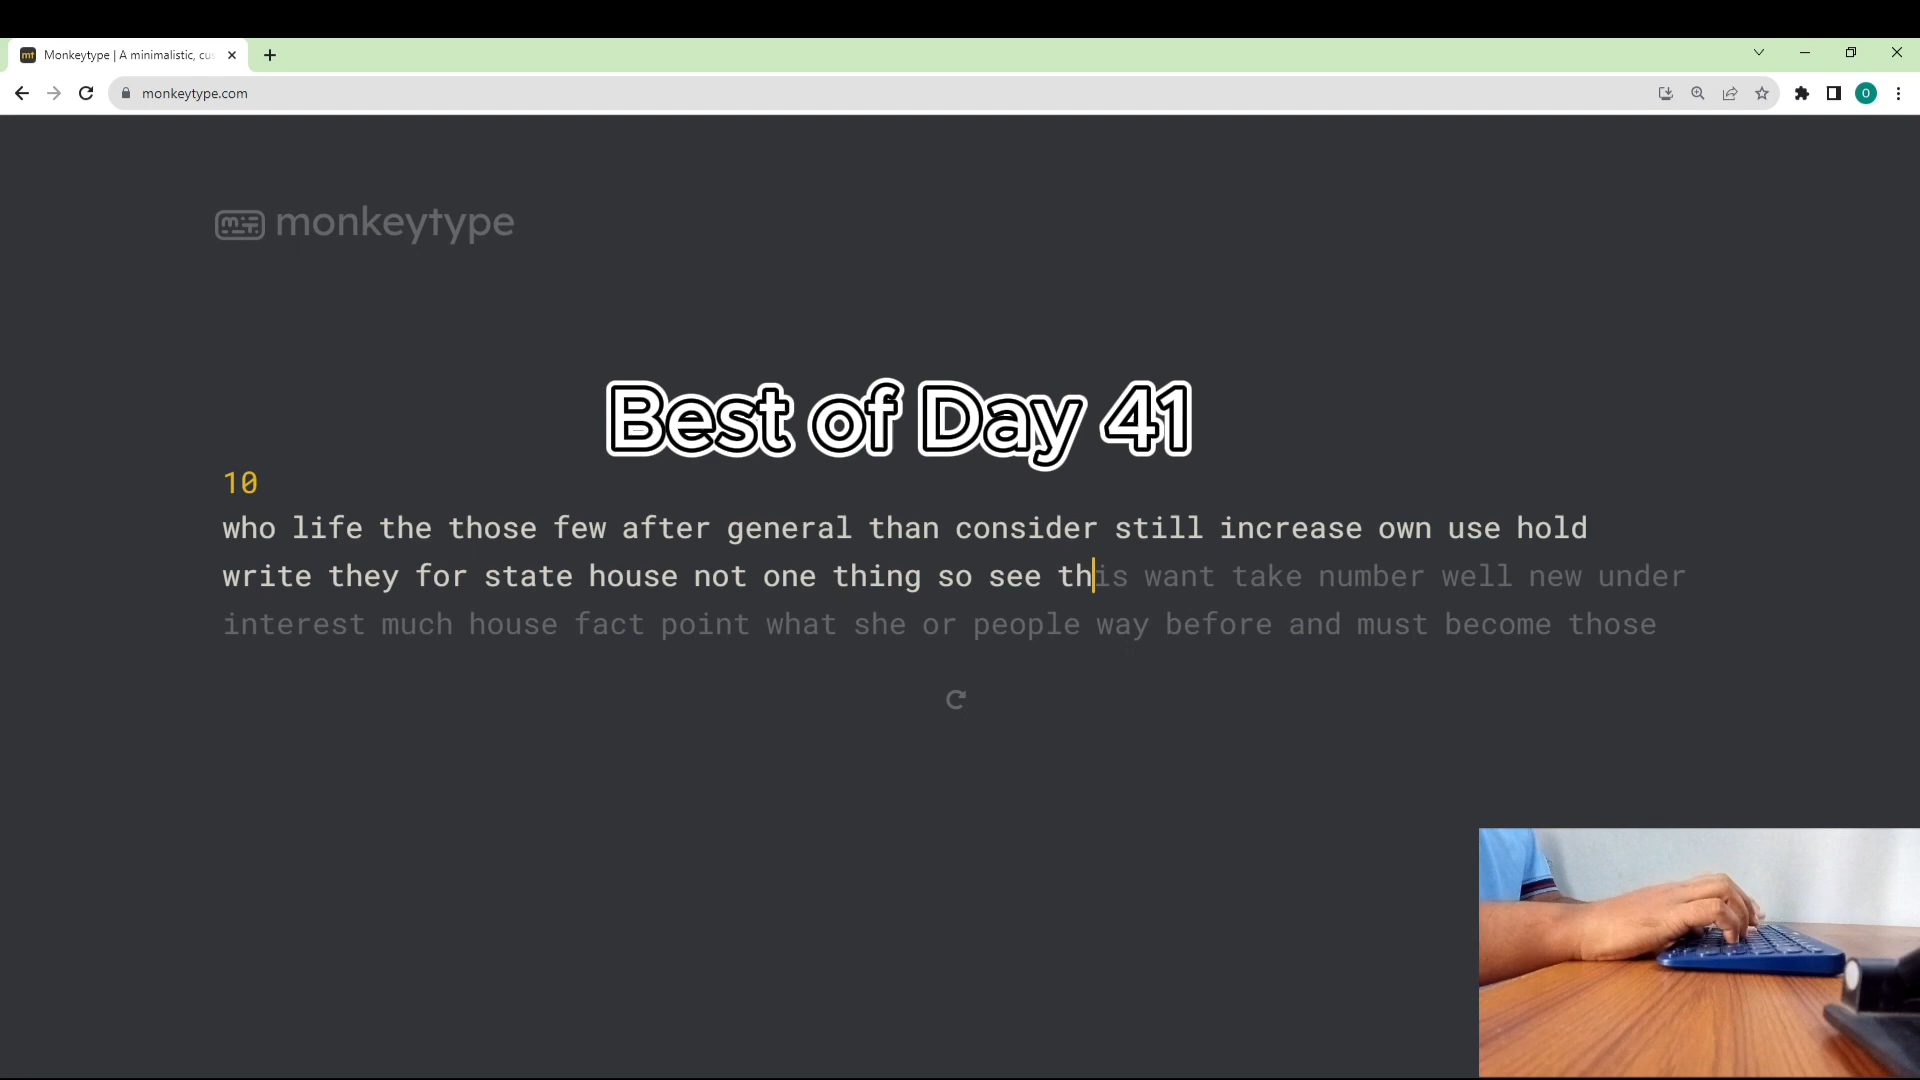 Monkeytype | A minimalistic, cus
monkeytype.com
O
monkeytype
Best of Day 41
10
who life the those few after general than consider still increase own use hold
write they for state house not one thing so see this want take number well new under
interest much house fact point what she or people way before and must become those